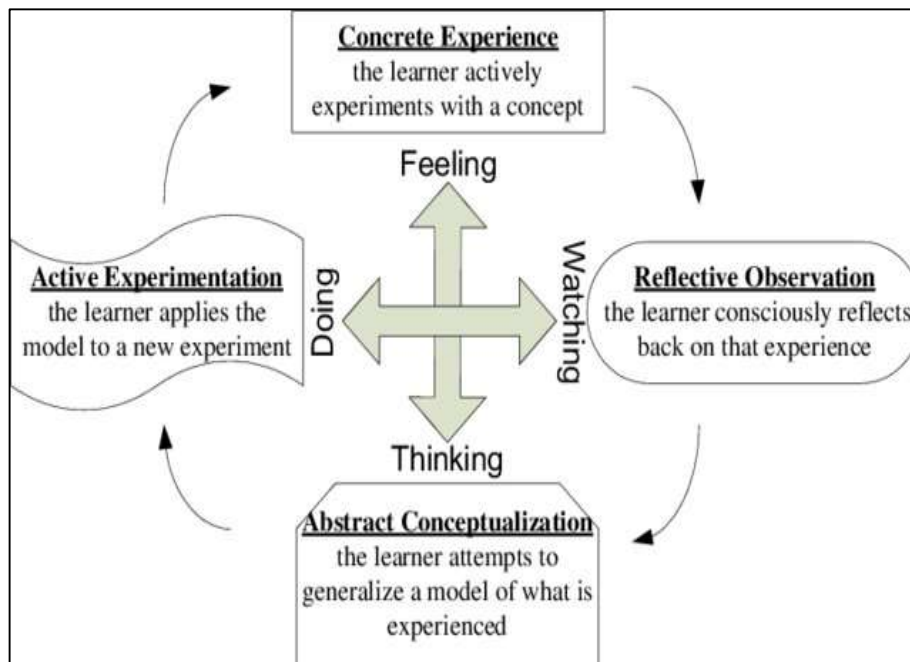 Concrete Experience
the learner actively
experiments with a concept
Feeling
Active Experimentation
the learner applies the
model to a new experiment
Doing
Watching
Reflective Observation
the learner consciously reflects
back on that experience
Thinking
Abstract Conceptualization
the learner attempts to
generalize a model of what is
experienced